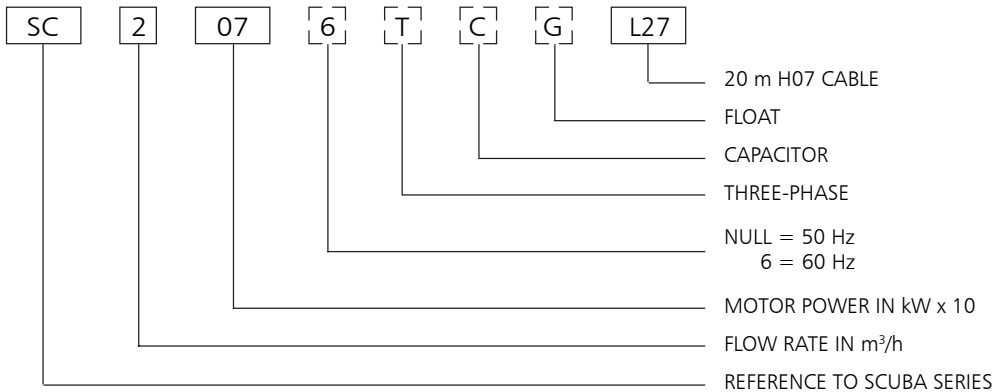 SC 2 07 6 T C G L27
20 m H07 CABLE
FLOAT
CAPACITOR
THREE-PHASE
NULL = 50 Hz
6 = 60 Hz
MOTOR POWER IN kW x 10
FLOW RATE IN m³/h
REFERENCE TO SCUBA SERIES